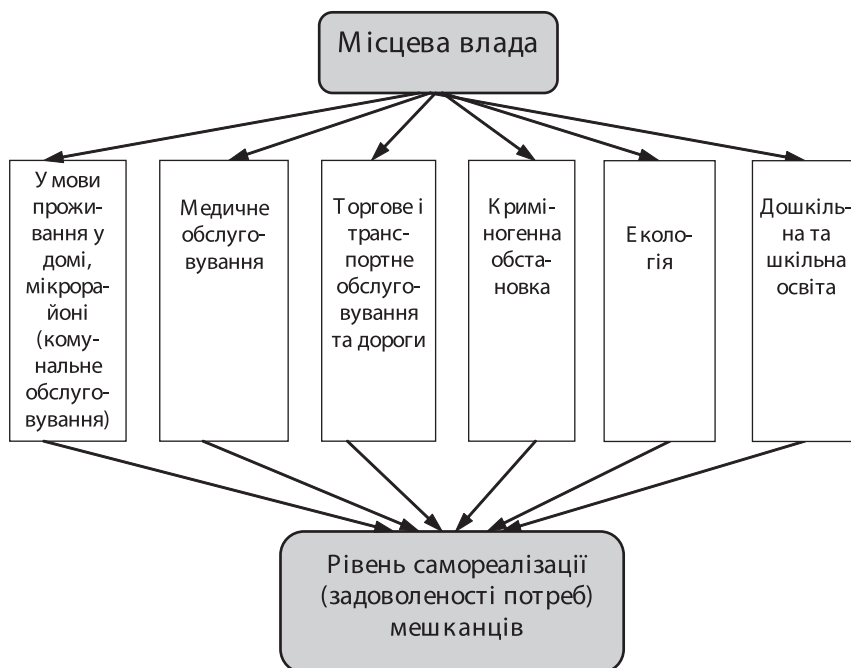 Місцева влада
Умови
прожи-
вання у
домі,
мікрора-
йоні
(кому-
нальне
обслуго-
вування)
Медичне
обслуго-
вування
Торгове і
транс-
портне
обслуго-
вування
та дороги
Кримі-
ногенна
обста-
новка
Еколо-
гія
Дошкіль-
на та
шкільна
освіта
Рівень самореалізації
(задоволеності потреб)
мешканців